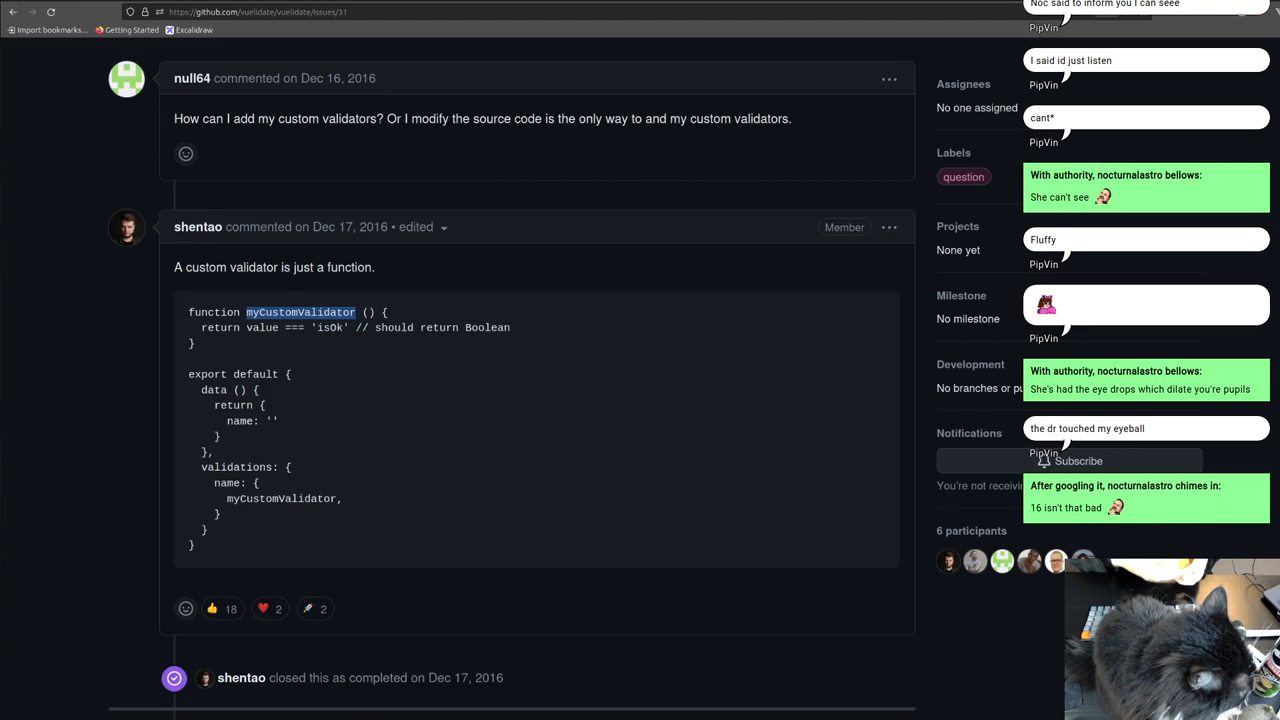 https://github.com/vuelidate/vuelidate/issues/31
Import bookmarks...
Getting Started
Excalidraw
null64 commented on Dec 16, 2016
How can I add my custom validators? Or I modify the source code is the only way to and my custom validators.
shentao commented on Dec 17, 2016 • edited
Member
A custom validator is just a function.
function myCustomValidator () {
return value === 'isOk' // should return Boolean
}
export default {
data () {
return {
name: ''
}
},
validations: {
name: {
myCustomValidator,
}
}
}
18
2
2
shentao closed this as completed on Dec 17, 2016
Assignees
No one assigned
Labels
question
Projects
None yet
Milestone
No milestone
Development
No branches or pu
Notifications
Subscribe
You're not receivin
6 participants
Noc said to inform you I can seee
PipVin
I said id just listen
PipVin
cant*
PipVin
With authority, nocturnalastro bellows:
She can't see
Fluffy
PipVin
PipVin
With authority, nocturnalastro bellows:
She's had the eye drops which dilate you're pupils
the dr touched my eyeball
PipVin
After googling it, nocturnalastro chimes in:
16 isn't that bad